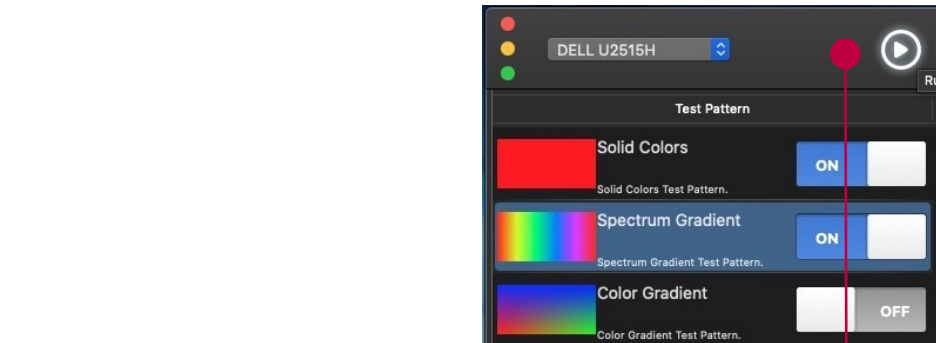 DELL U2515H
Ru
Test Pattern
Solid Colors
ON
Solid Colors Test Pattern.
Spectrum Gradient
ON
Spectrum Gradient Test Pattern.
Color Gradient
OFF
Color Gradient Test Pattern.